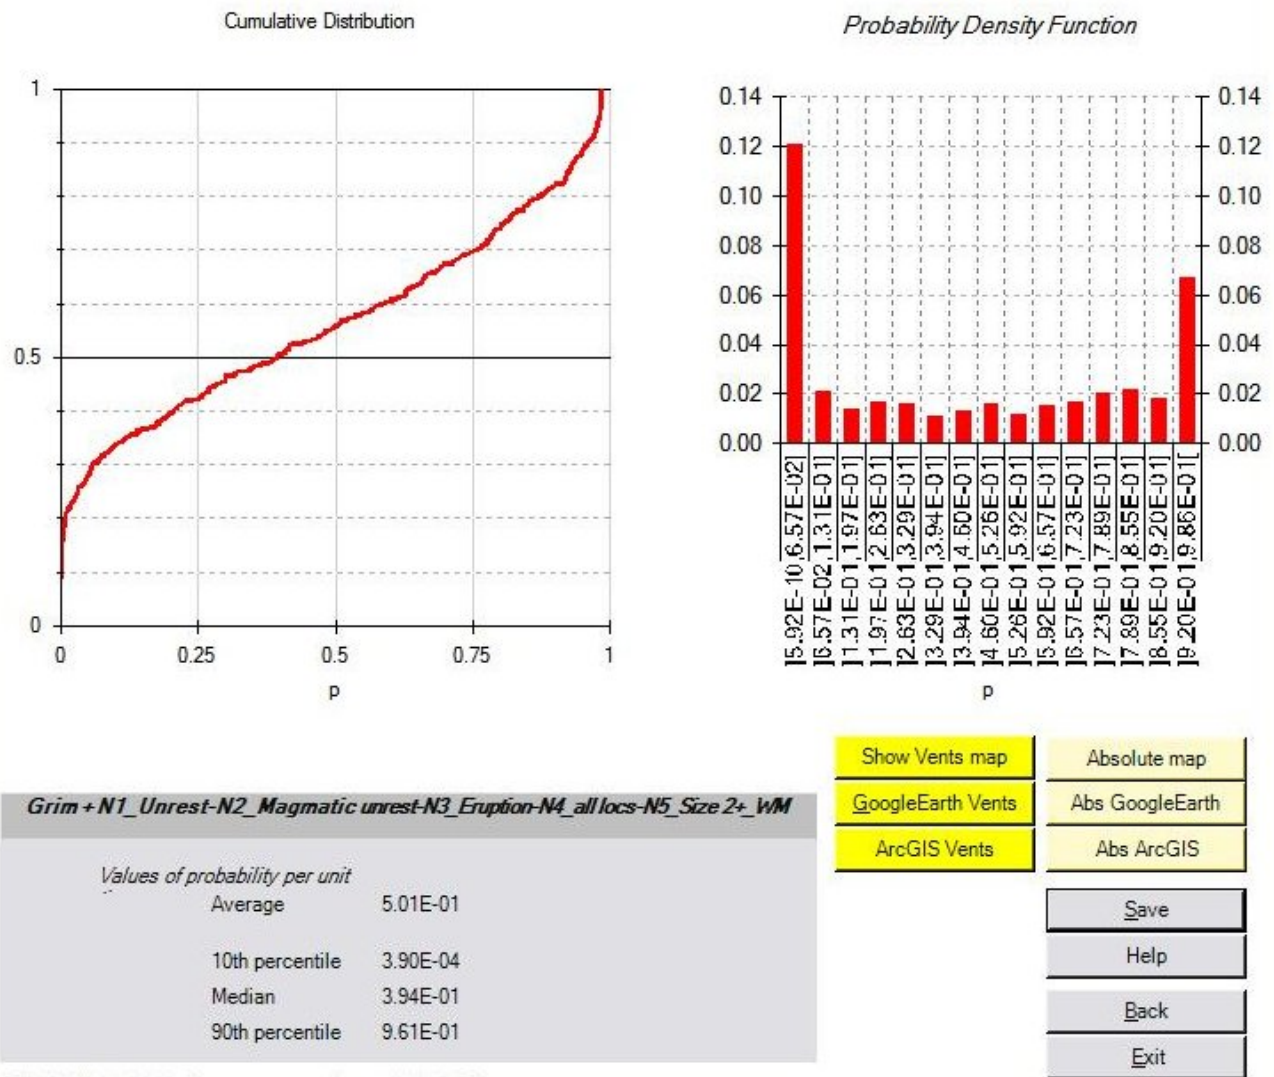 Cumulative Distribution
1
0.5
0
0 0.25 0.5 0.75 1
p
Probability Density Function
0.14 0.14
0.12 0.12
0.10 0.10
0.08 0.08
0.06 0.06
0.04 0.04
0.02 0.02
0.00 0.00
]5.92E-10,6.57E-02]
]6.57E-02,1.31E-01]
]1.31E-01,1.97E-01]
]1.97E-01,2.63E-01]
]2.63E-01,3.29E-01]
]3.29E-01,3.94E-01]
]3.94E-01,4.60E-01]
]4.60E-01,5.26E-01]
]5.26E-01,5.92E-01]
]5.92E-01,6.57E-01]
]6.57E-01,7.23E-01]
]7.23E-01,7.89E-01]
]7.89E-01,8.55E-01]
]8.55E-01,9.20E-01]
]9.20E-01,9.86E-01[
p
Show Vents map
Absolute map
GoogleEarth Vents
Abs GoogleEarth
ArcGIS Vents
Abs ArcGIS
Save
Help
Back
Exit
Grim + N1_Unrest-N2_Magmatic unrest-N3_Eruption-N4_all locs-N5_Size 2+_WM
Values of probability per unit
Average 5.01E-01
10th percentile 3.90E-04
Median 3.94E-01
90th percentile 9.61E-01